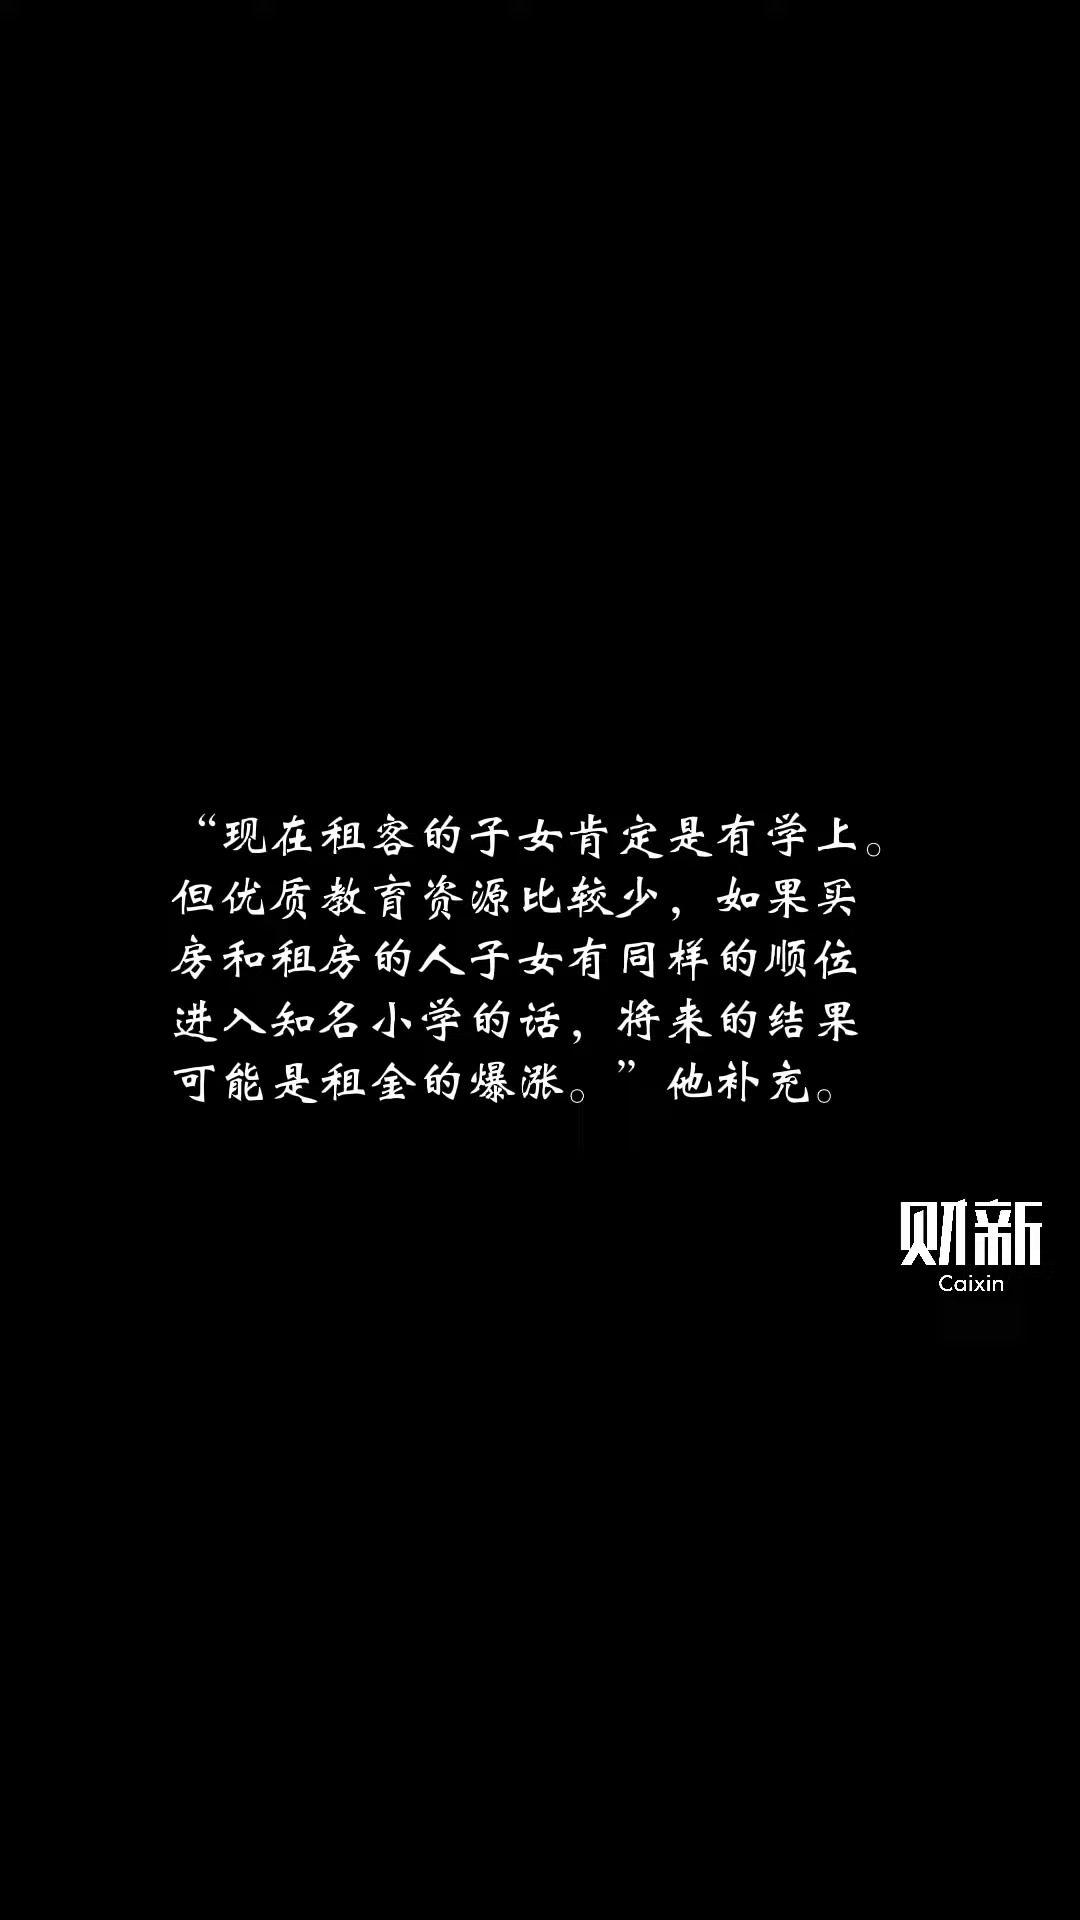 “现在租客的子女肯定是有学上。
但优质教育资源比较少，如果买
房和租房的人子女有同样的顺位
进入知名小学的话，将来的结果
可能是租金的爆涨。”他补充。
财新
Caixin